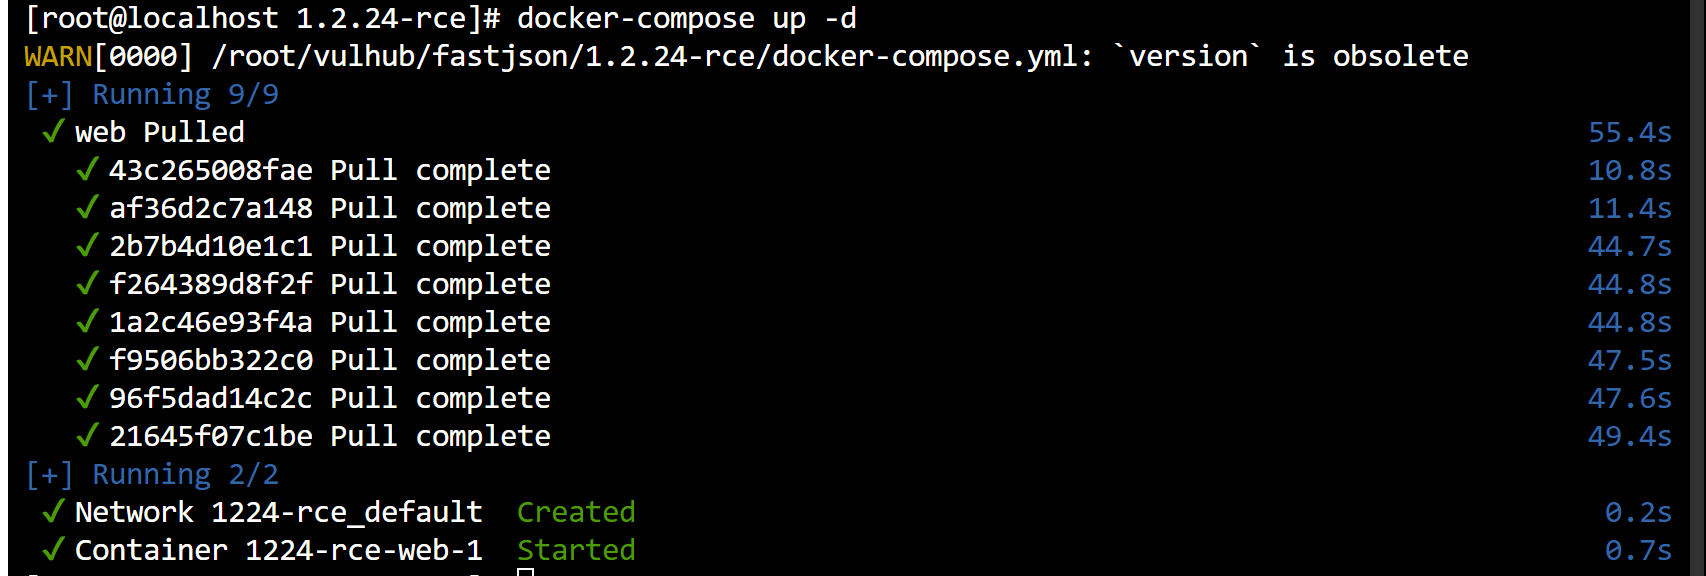 [root@localhost 1.2.24-rce]# docker-compose up -d
WARN[0000] /root/vulhub/fastjson/1.2.24-rce/docker-compose.yml: `version` is obsolete
[+] Running 9/9
✓ web Pulled 55.4s
✓ 43c265008fae Pull complete 10.8s
✓ af36d2c7a148 Pull complete 11.4s
✓ 2b7b4d10e1c1 Pull complete 44.7s
✓ f264389d8f2f Pull complete 44.8s
✓ 1a2c46e93f4a Pull complete 44.8s
✓ f9506bb322c0 Pull complete 47.5s
✓ 96f5dad14c2c Pull complete 47.6s
✓ 21645f07c1be Pull complete 49.4s
[+] Running 2/2
✓ Network 1224-rce_default Created 0.2s
✓ Container 1224-rce-web-1 Started 0.7s